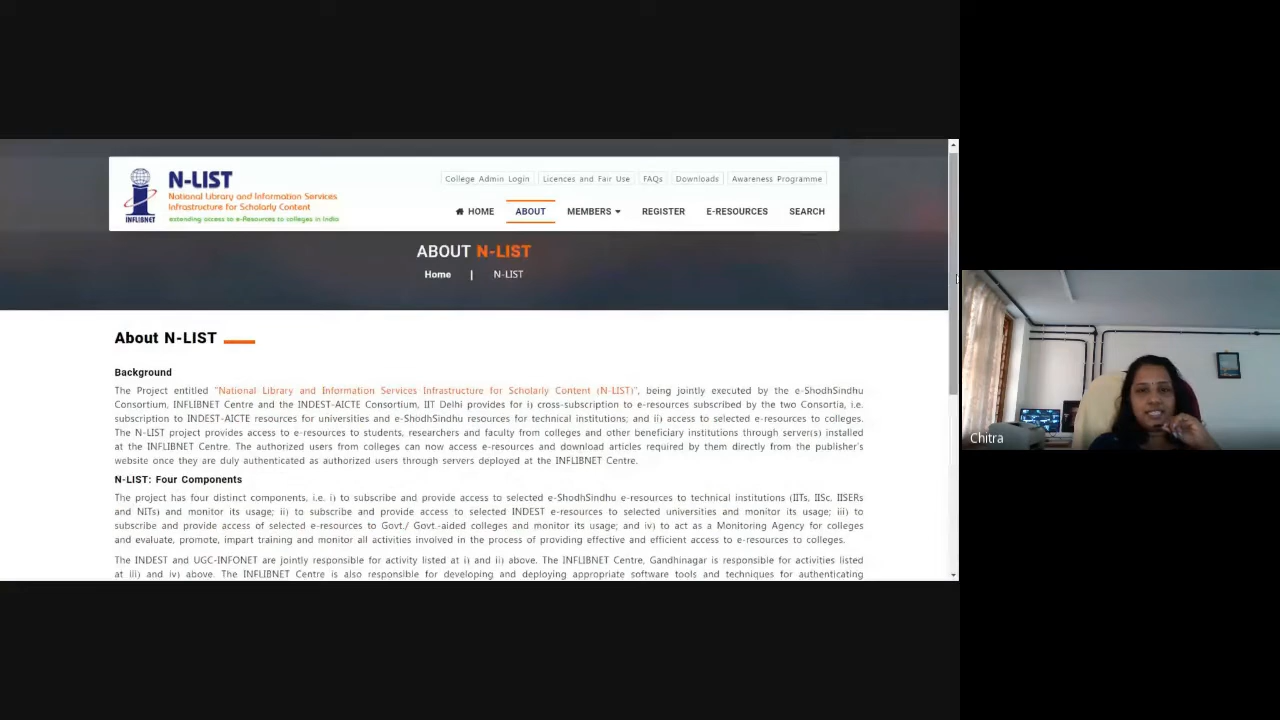 N-LIST
National Library and Information Services
Infrastructure for Scholarly Content
extending access to e-Resources to colleges in India
INFLIBNET
College Admin Login
Licences and Fair Use
FAQs
Downloads
Awareness Programme
HOME
ABOUT
MEMBERS
REGISTER
E-RESOURCES
SEARCH
ABOUT N-LIST
Home | N-LIST
About N-LIST
Background
The Project entitled "National Library and Information Services Infrastructure for Scholarly Content (N-LIST)", being jointly executed by the e-ShodhSindhu
Consortium, INFLIBNET Centre and the INDEST-AICTE Consortium, IIT Delhi provides for i) cross-subscription to e-resources subscribed by the two Consortia, i.e.
subscription to INDEST-AICTE resources for universities and e-ShodhSindhu resources for technical institutions; and ii) access to selected e-resources to colleges.
The N-LIST project provides access to e-resources to students, researchers and faculty from colleges and other beneficiary institutions through server(s) installed
at the INFLIBNET Centre. The authorized users from colleges can now access e-resources and download articles required by them directly from the publisher's
website once they are duly authenticated as authorized users through servers deployed at the INFLIBNET Centre.
N-LIST: Four Components
The project has four distinct components, i.e. i) to subscribe and provide access to selected e-ShodhSindhu e-resources to technical institutions (IITs, IISc, IISERs
and NITs) and monitor its usage; ii) to subscribe and provide access to selected INDEST e-resources to selected universities and monitor its usage; iii) to
subscribe and provide access of selected e-resources to Govt./ Govt.-aided colleges and monitor its usage; and iv) to act as a Monitoring Agency for colleges
and evaluate, promote, impart training and monitor all activities involved in the process of providing effective and efficient access to e-resources to colleges.
The INDEST and UGC-INFONET are jointly responsible for activity listed at i) and ii) above. The INFLIBNET Centre, Gandhinagar is responsible for activities listed
at iii) and iv) above. The INFLIBNET Centre is also responsible for developing and deploying appropriate software tools and techniques for authenticating
Chitra